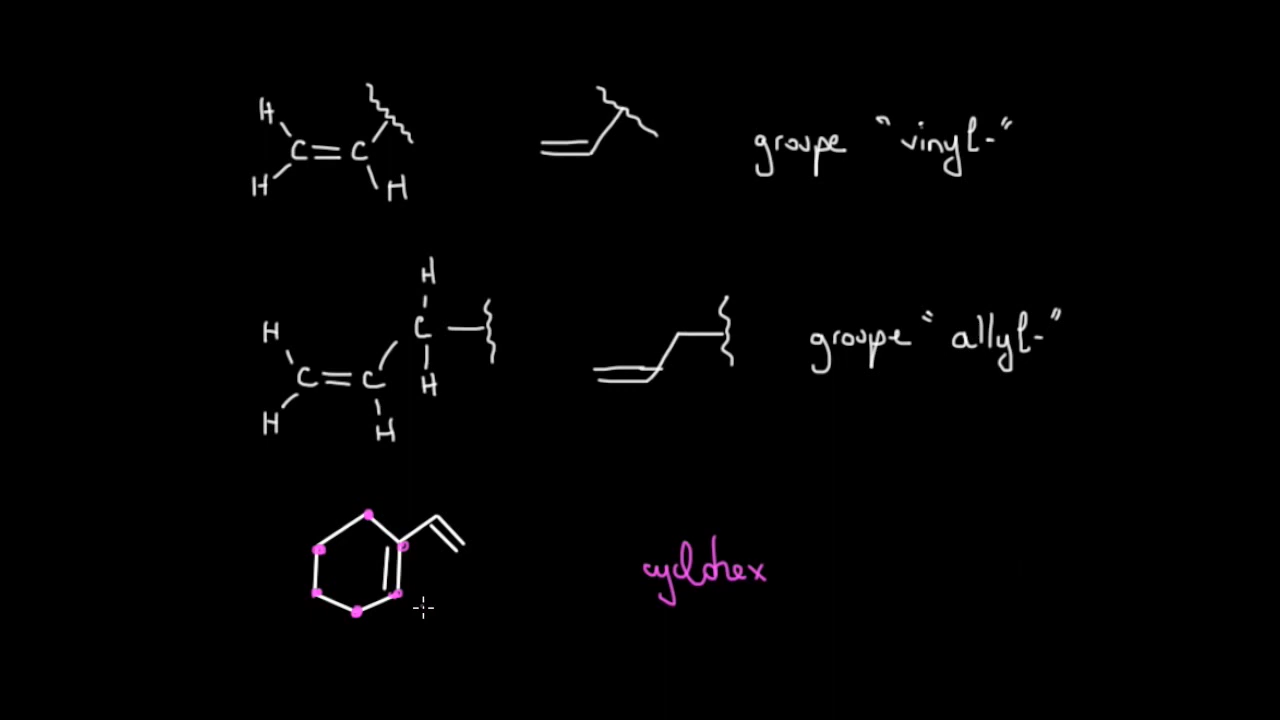 H
C=C
H
H
groupe "vinyl-"
H
H
C
C=C
H
H
H
groupe "allyl-"
cyclohex